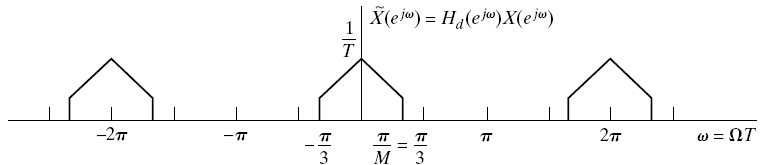 X̃(e^{jω}) = H_d(e^{jω})X(e^{jω})
1/T
−2π −π −π/3 π/M = π/3 π 2π ω = ΩT